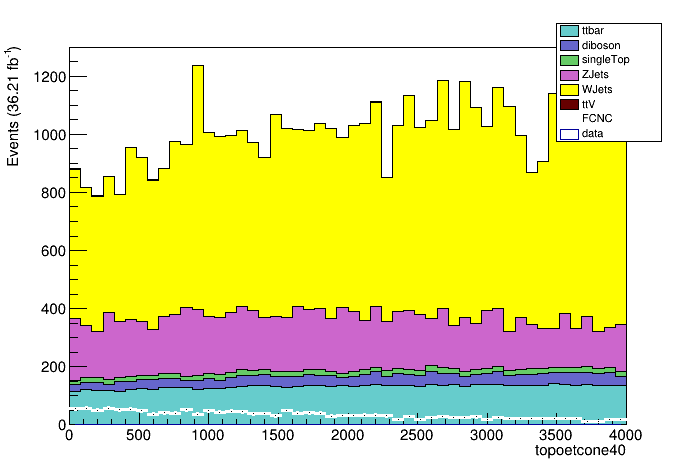 Events (36.21 fb⁻¹)
1200
1000
800
600
400
200
0
0 500 1000 1500 2000 2500 3000 3500 4000
topoetcone40
ttbar
diboson
singleTop
ZJets
WJets
ttV
FCNC
data